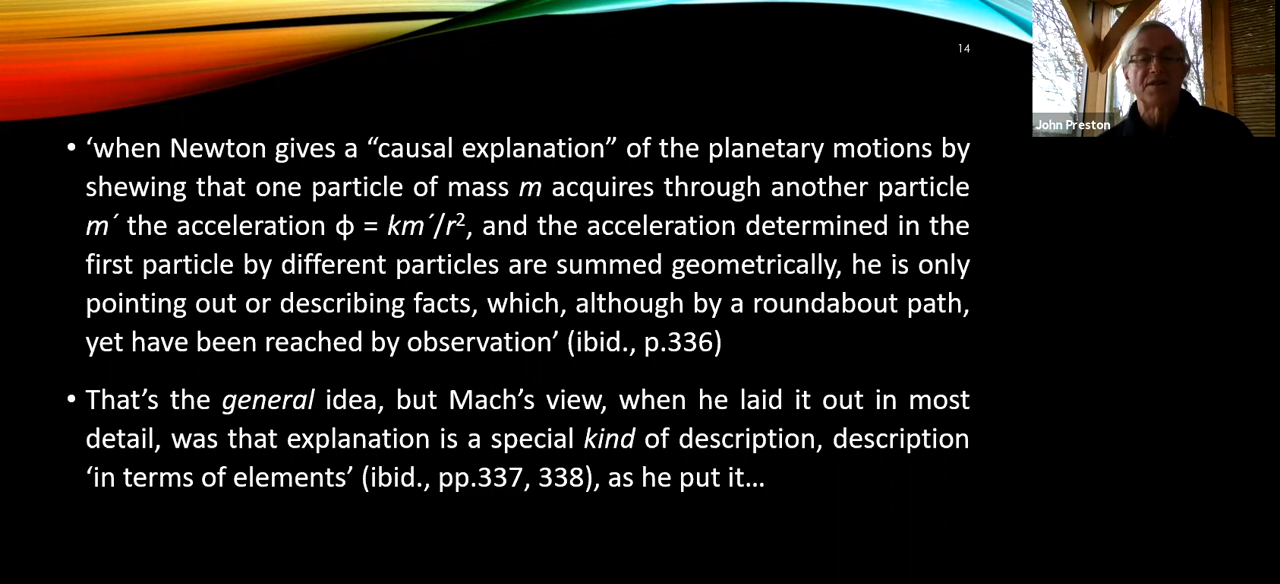 14
John Preston
• ‘when Newton gives a “causal explanation” of the planetary motions by
shewing that one particle of mass m acquires through another particle
m´ the acceleration ϕ = km´/r², and the acceleration determined in the
first particle by different particles are summed geometrically, he is only
pointing out or describing facts, which, although by a roundabout path,
yet have been reached by observation’ (ibid., p.336)
• That’s the general idea, but Mach’s view, when he laid it out in most
detail, was that explanation is a special kind of description, description
‘in terms of elements’ (ibid., pp.337, 338), as he put it…